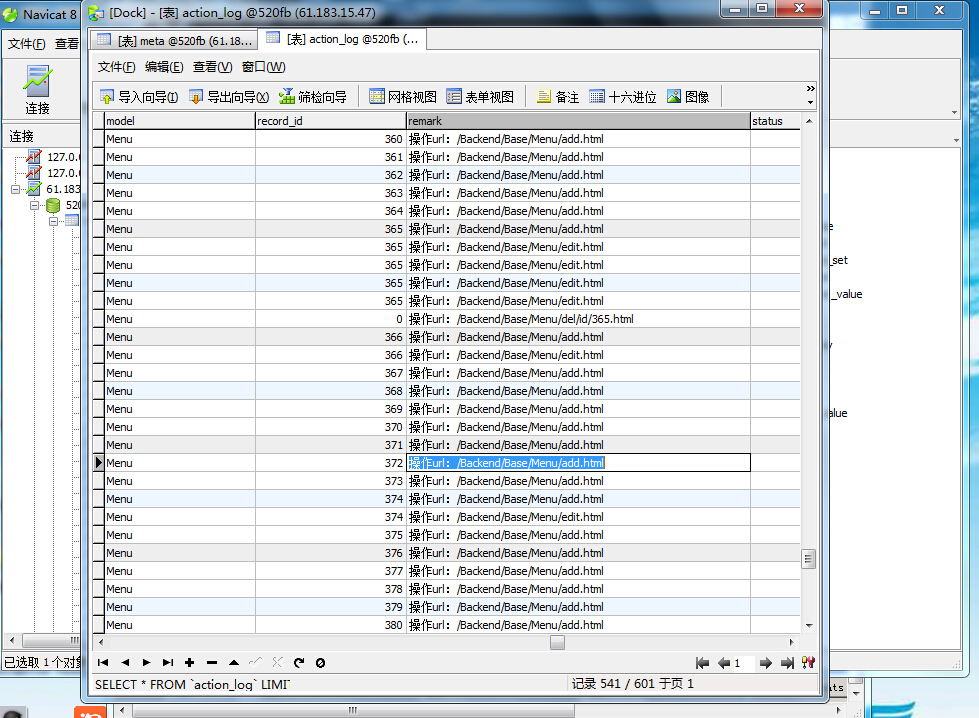 Navicat 8
[Dock] - [表] action_log @520fb (61.183.15.47)
文件(F) 查看
[表] meta @520fb (61.18...
[表] action_log @520fb (...
文件(F) 编辑(E) 查看(V) 窗口(W)
导入向导(I) 导出向导(X) 筛检向导 网格视图 表单视图 备注 十六进位 图像
连接
连接
127.0.
127.0.
61.183
520
model record_id remark status
Menu 360 操作url：/Backend/Base/Menu/add.html
Menu 361 操作url：/Backend/Base/Menu/add.html
Menu 362 操作url：/Backend/Base/Menu/add.html
Menu 363 操作url：/Backend/Base/Menu/add.html
Menu 364 操作url：/Backend/Base/Menu/add.html
Menu 365 操作url：/Backend/Base/Menu/add.html
Menu 365 操作url：/Backend/Base/Menu/edit.html
Menu 365 操作url：/Backend/Base/Menu/edit.html
Menu 365 操作url：/Backend/Base/Menu/edit.html
Menu 365 操作url：/Backend/Base/Menu/edit.html
Menu 0 操作url：/Backend/Base/Menu/del/id/365.html
Menu 366 操作url：/Backend/Base/Menu/add.html
Menu 366 操作url：/Backend/Base/Menu/edit.html
Menu 367 操作url：/Backend/Base/Menu/add.html
Menu 368 操作url：/Backend/Base/Menu/add.html
Menu 369 操作url：/Backend/Base/Menu/add.html
Menu 370 操作url：/Backend/Base/Menu/add.html
Menu 371 操作url：/Backend/Base/Menu/add.html
Menu 372 操作url：/Backend/Base/Menu/add.html
Menu 373 操作url：/Backend/Base/Menu/add.html
Menu 374 操作url：/Backend/Base/Menu/add.html
Menu 374 操作url：/Backend/Base/Menu/edit.html
Menu 375 操作url：/Backend/Base/Menu/add.html
Menu 376 操作url：/Backend/Base/Menu/add.html
Menu 377 操作url：/Backend/Base/Menu/add.html
Menu 378 操作url：/Backend/Base/Menu/add.html
Menu 379 操作url：/Backend/Base/Menu/add.html
Menu 380 操作url：/Backend/Base/Menu/add.html
_set
_value
alue
1
已选取 1 个对
SELECT * FROM `action_log` LIMI
记录 541 / 601 于页 1